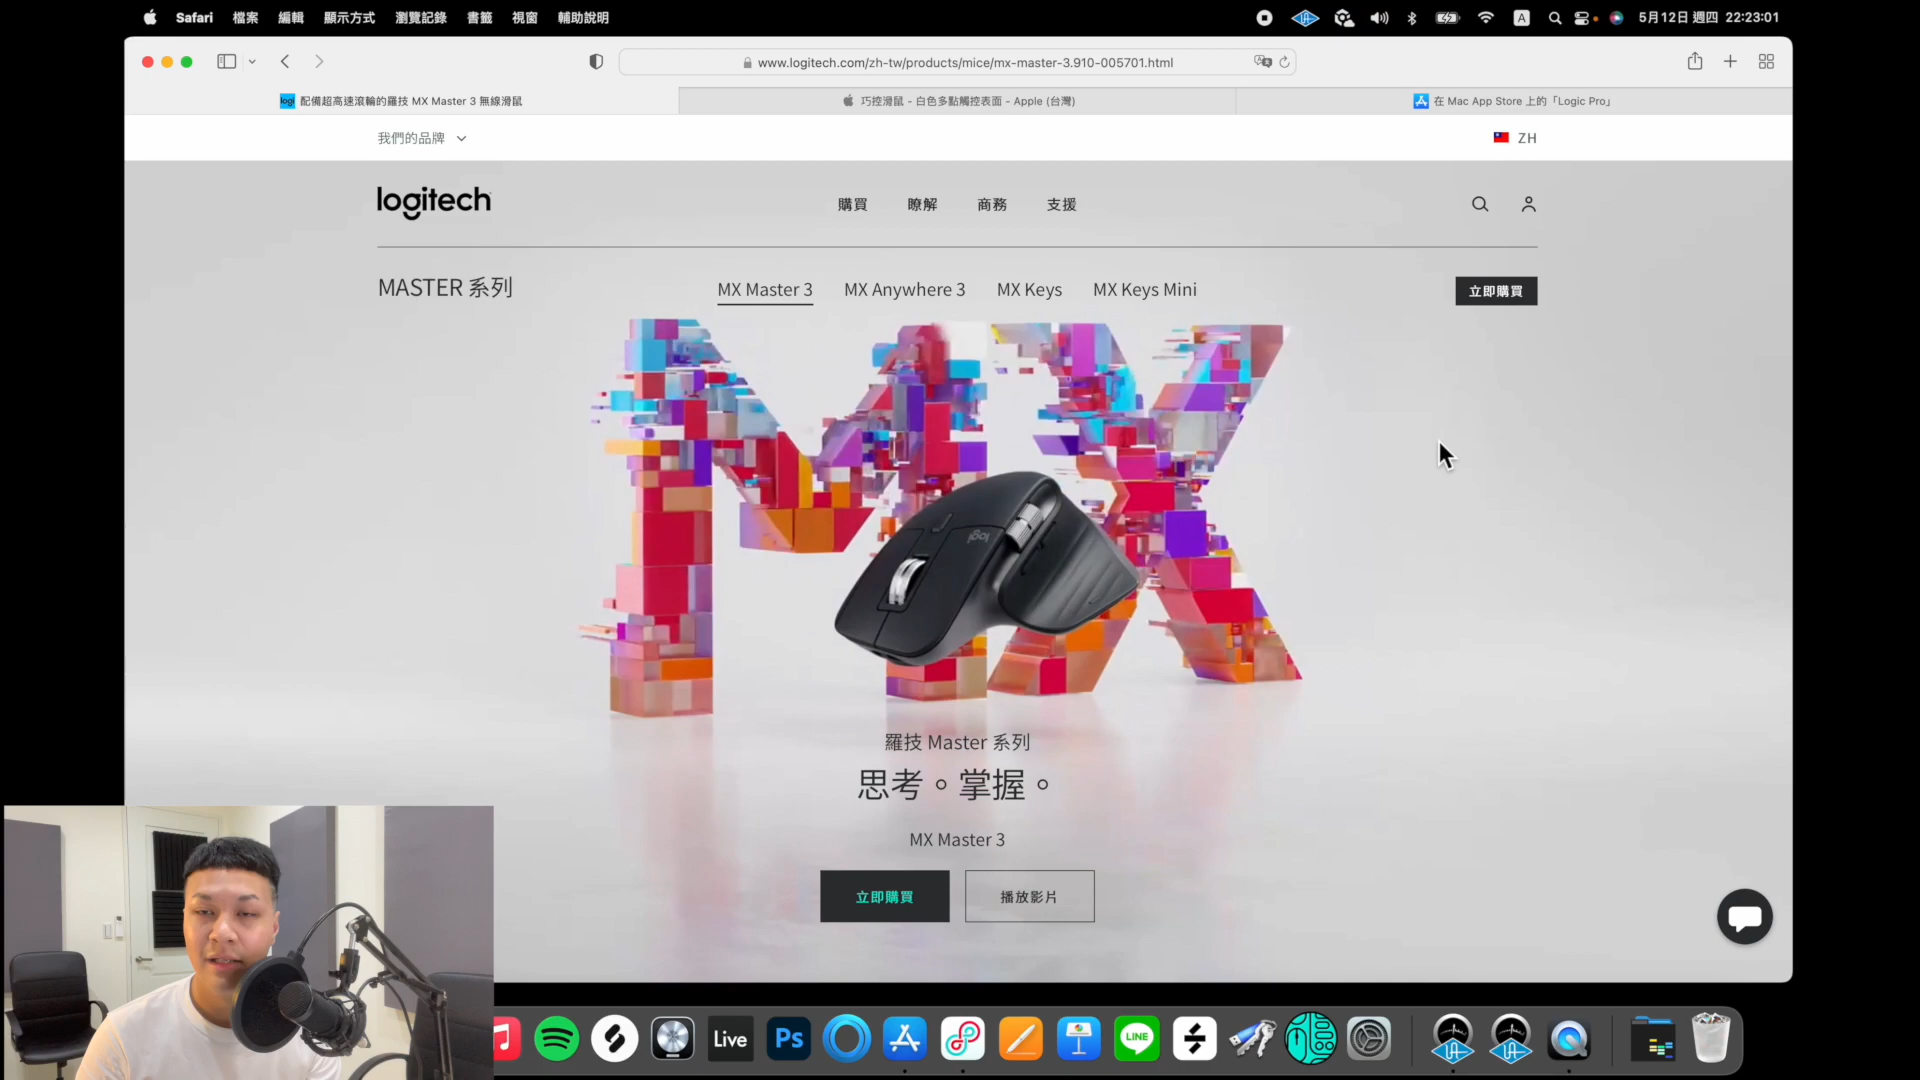 Safari 檔案 編輯 顯示方式 瀏覽記錄 書籤 視窗 輔助說明 A 5月12日 週四 22:23:01
www.logitech.com/zh-tw/products/mice/mx-master-3.910-005701.html
logi 配備超高速滾輪的羅技 MX Master 3 無線滑鼠 巧控滑鼠 - 白色多點觸控表面 - Apple (台灣) 在 Mac App Store 上的「Logic Pro」
我們的品牌 ZH
logitech 購買 瞭解 商務 支援
MASTER 系列 MX Master 3 MX Anywhere 3 MX Keys MX Keys Mini 立即購買
MX
logi
羅技 Master 系列
思考。掌握。
MX Master 3
立即購買 播放影片
Live Ps LINE UA UA